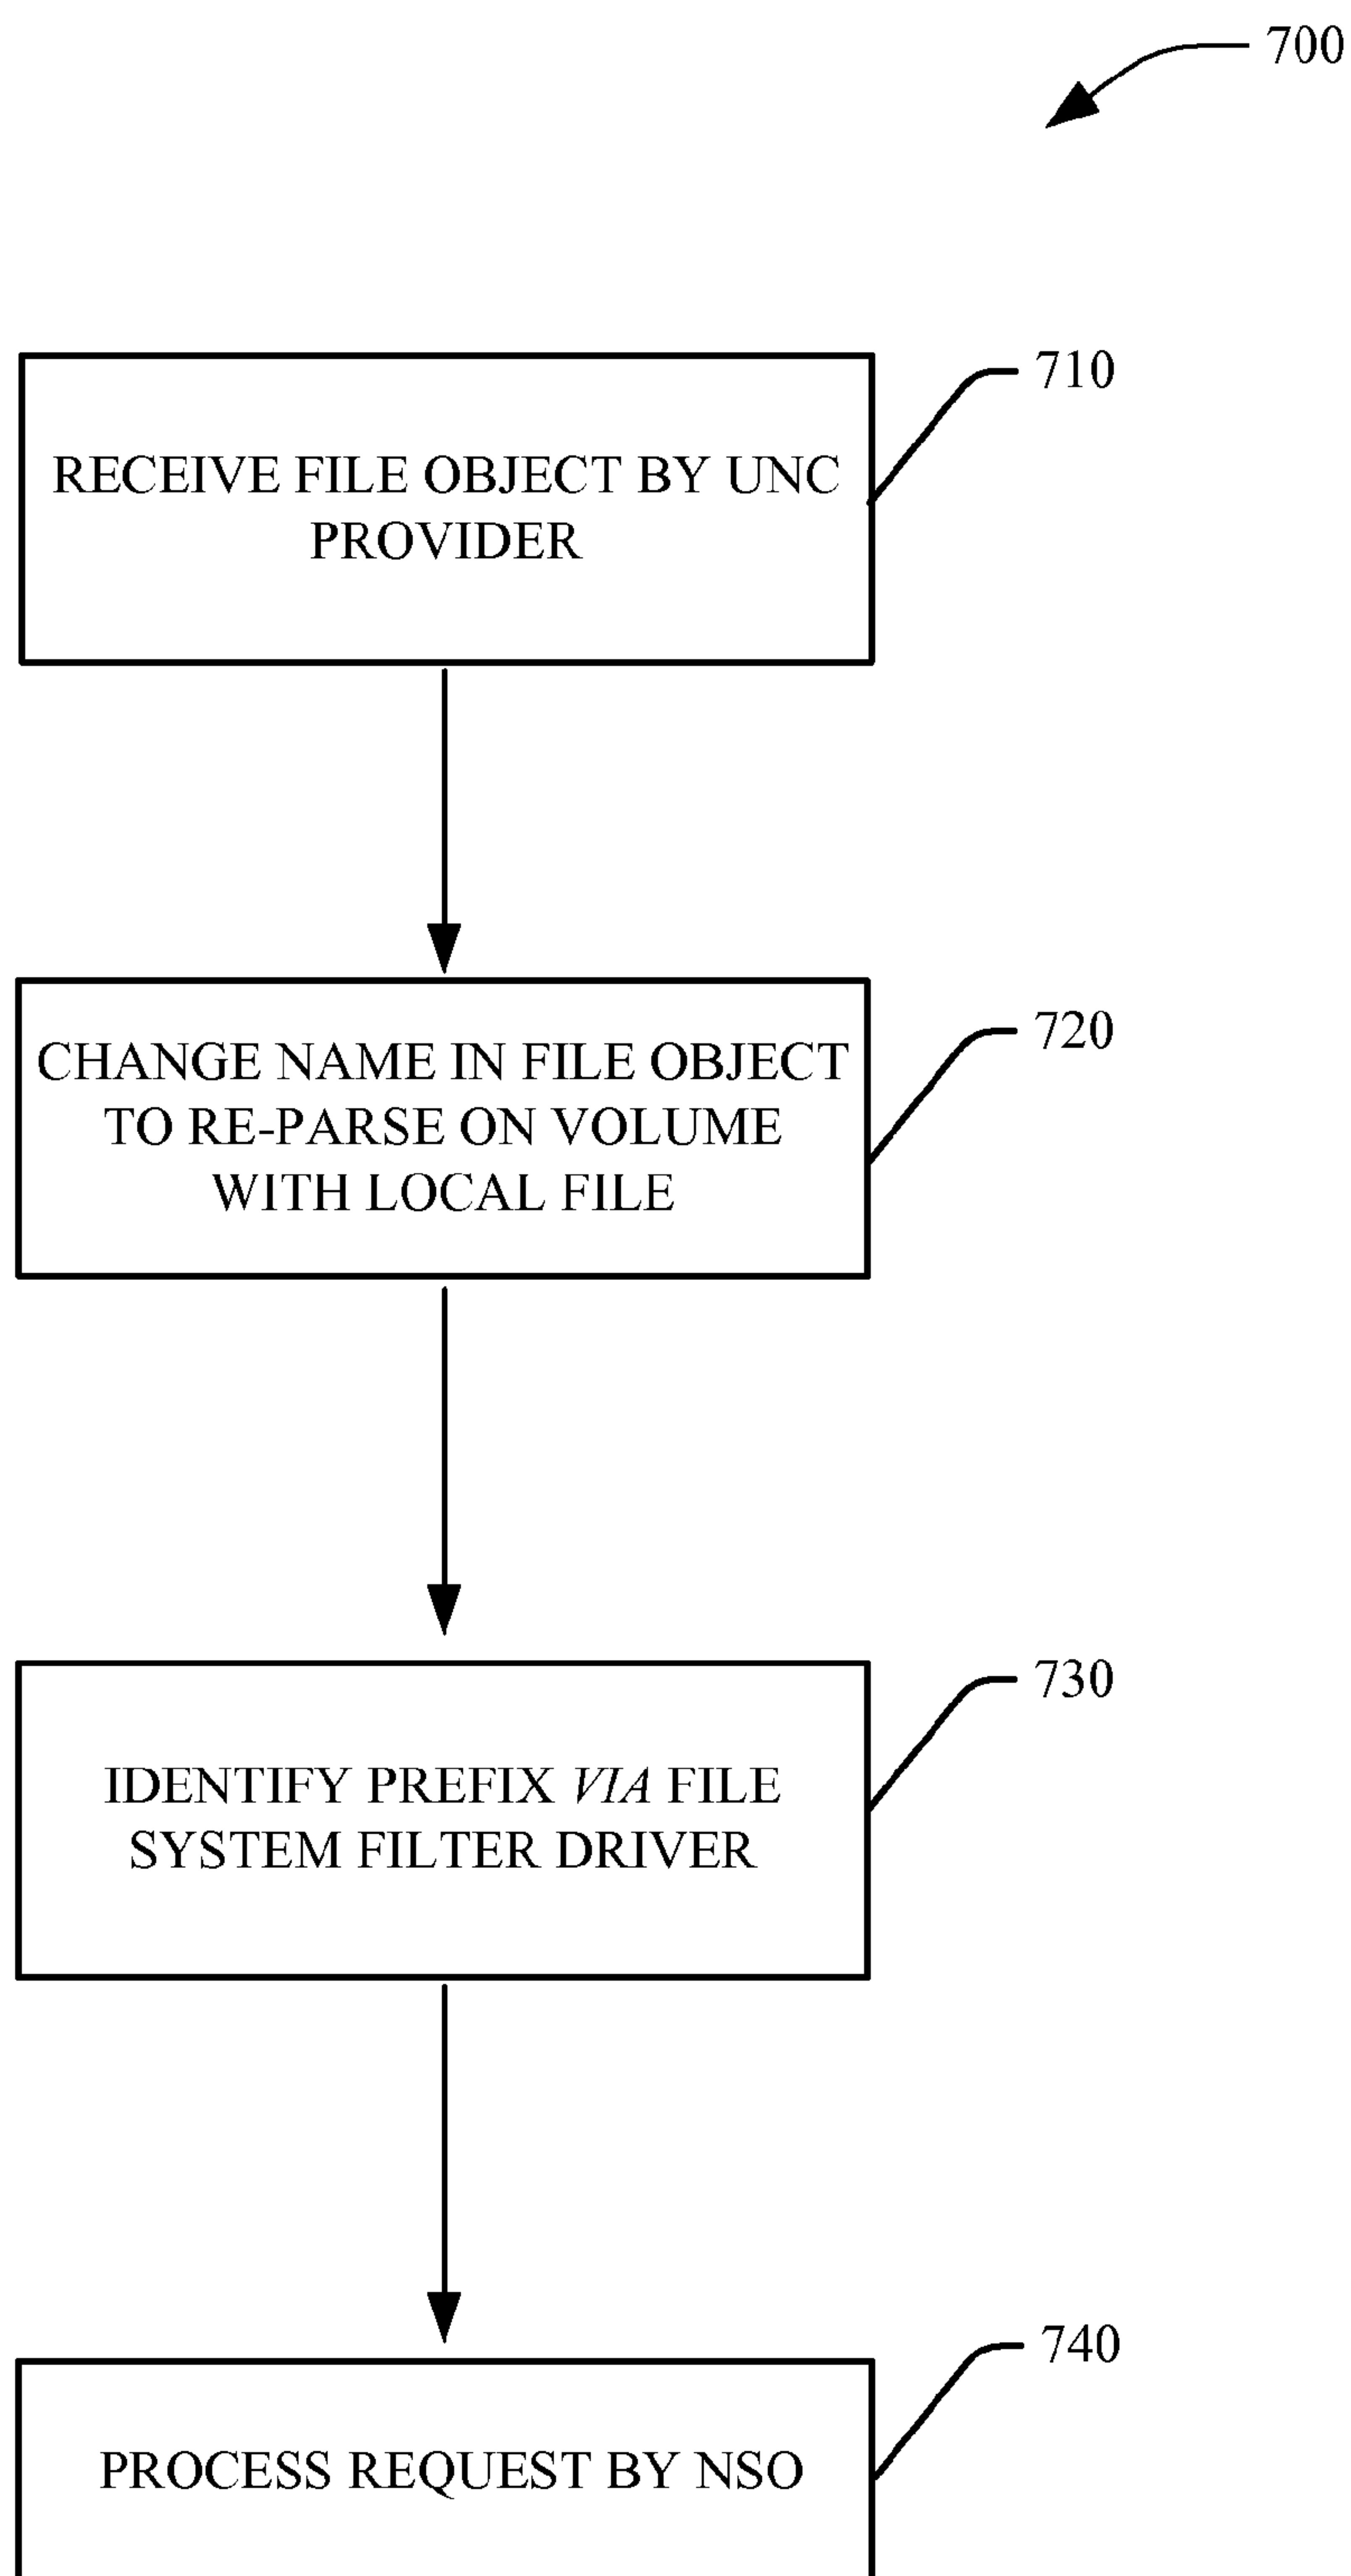 700
710
RECEIVE FILE OBJECT BY UNC
PROVIDER
720
CHANGE NAME IN FILE OBJECT
TO RE-PARSE ON VOLUME
WITH LOCAL FILE
730
IDENTIFY PREFIX VIA FILE
SYSTEM FILTER DRIVER
740
PROCESS REQUEST BY NSO